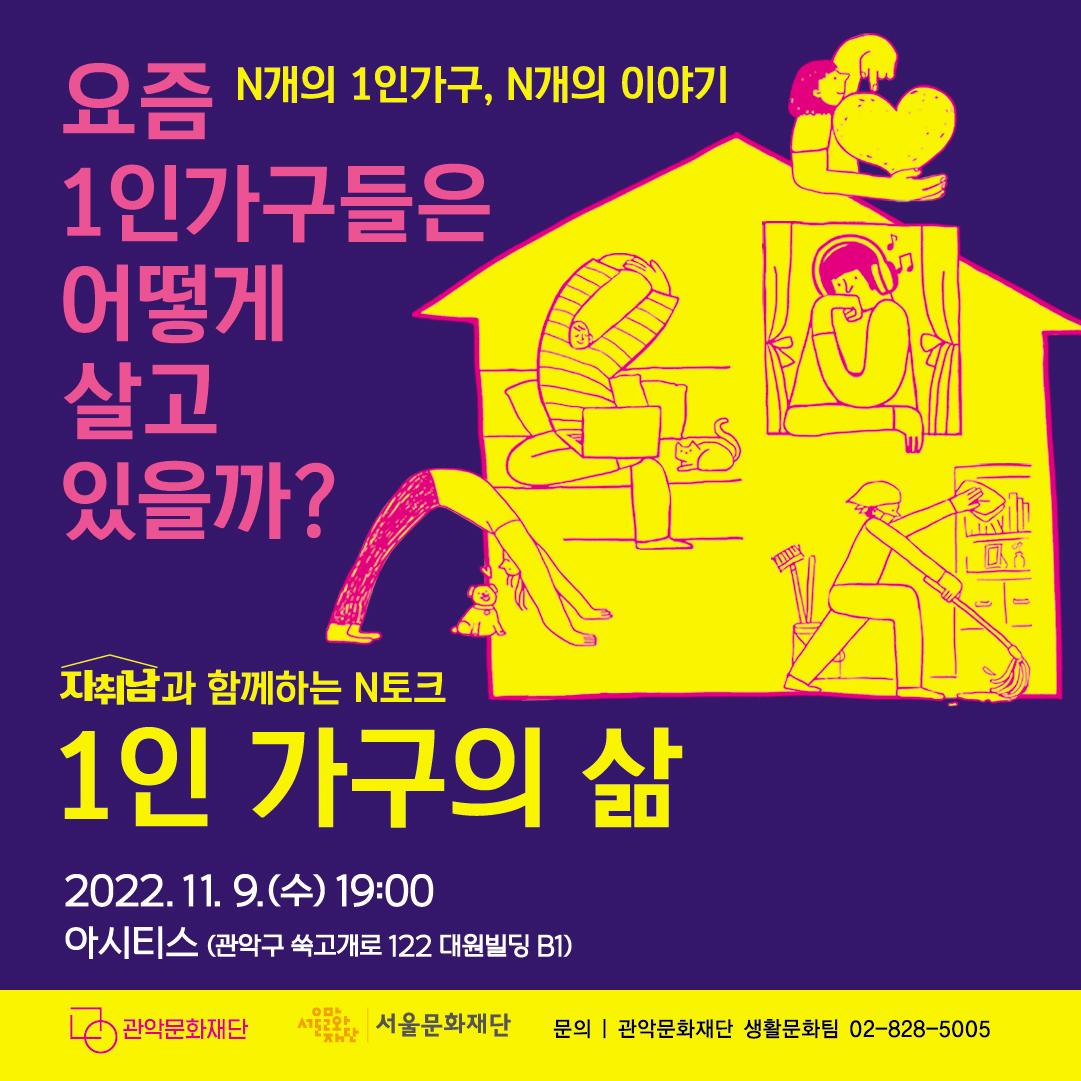 요즘
N개의 1인가구, N개의 이야기
1인가구들은
어떻게
살고
있을까?
자취남과 함께하는 N토크
1인 가구의 삶
2022. 11. 9.(수) 19:00
아시티스 (관악구 쑥고개로 122 대원빌딩 B1)
관악문화재단
서울문화재단
문의 | 관악문화재단 생활문화팀 02-828-5005